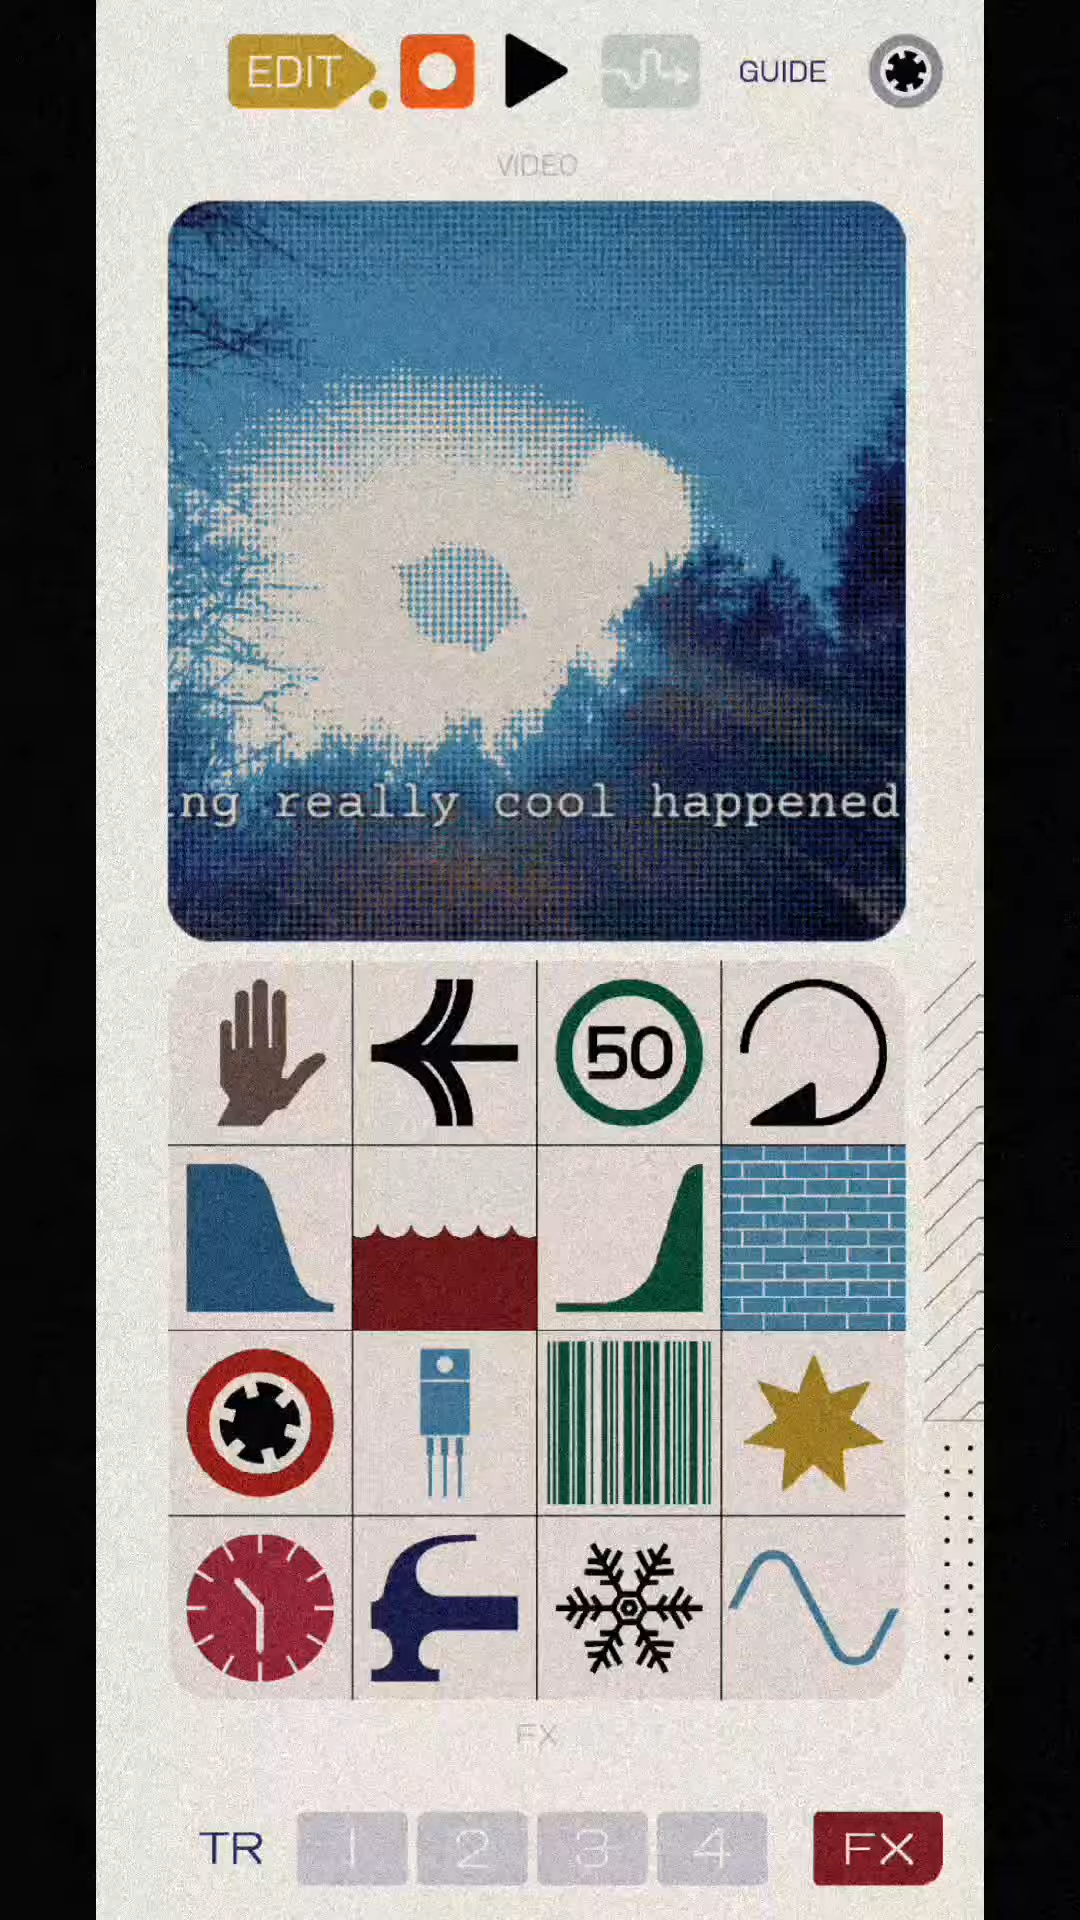 EDIT
GUIDE
VIDEO
ng really cool happened
50
FX
TR 1 2 3 4 FX